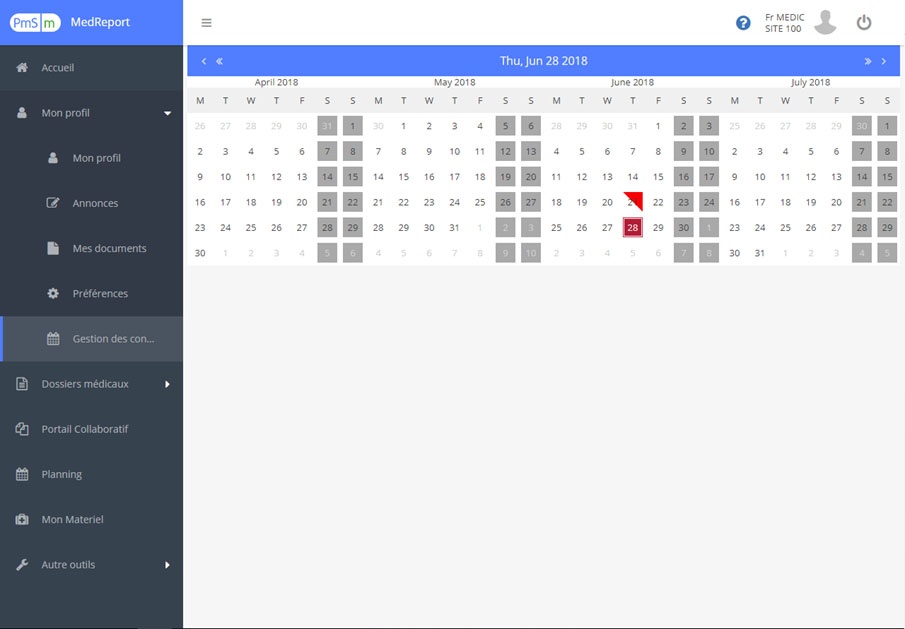 PmS m MedReport
Fr MEDIC
SITE 100
Accueil
Mon profil
Mon profil
Annonces
Mes documents
Préférences
Gestion des con...
Dossiers médicaux
Portail Collaboratif
Planning
Mon Materiel
Autre outils
‹ « Thu, Jun 28 2018 » ›
April 2018
M T W T F S S
26 27 28 29 30 31 1
2 3 4 5 6 7 8
9 10 11 12 13 14 15
16 17 18 19 20 21 22
23 24 25 26 27 28 29
30 1 2 3 4 5 6
May 2018
M T W T F S S
30 1 2 3 4 5 6
7 8 9 10 11 12 13
14 15 16 17 18 19 20
21 22 23 24 25 26 27
28 29 30 31 1 2 3
4 5 6 7 8 9 10
June 2018
M T W T F S S
28 29 30 31 1 2 3
4 5 6 7 8 9 10
11 12 13 14 15 16 17
18 19 20 21 22 23 24
25 26 27 28 29 30 1
2 3 4 5 6 7 8
July 2018
M T W T F S S
25 26 27 28 29 30 1
2 3 4 5 6 7 8
9 10 11 12 13 14 15
16 17 18 19 20 21 22
23 24 25 26 27 28 29
30 31 1 2 3 4 5